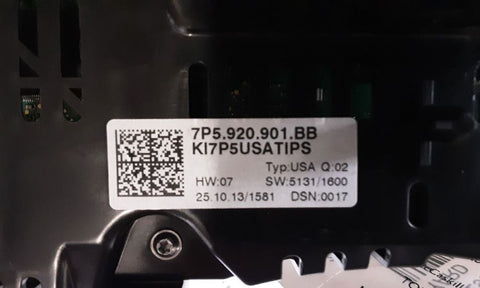 7P5.920.901.BB
KI7P5USATIPS
Typ:USA Q:02
HW:07 SW:5131/1600
25.10.13/1581 DSN:0017